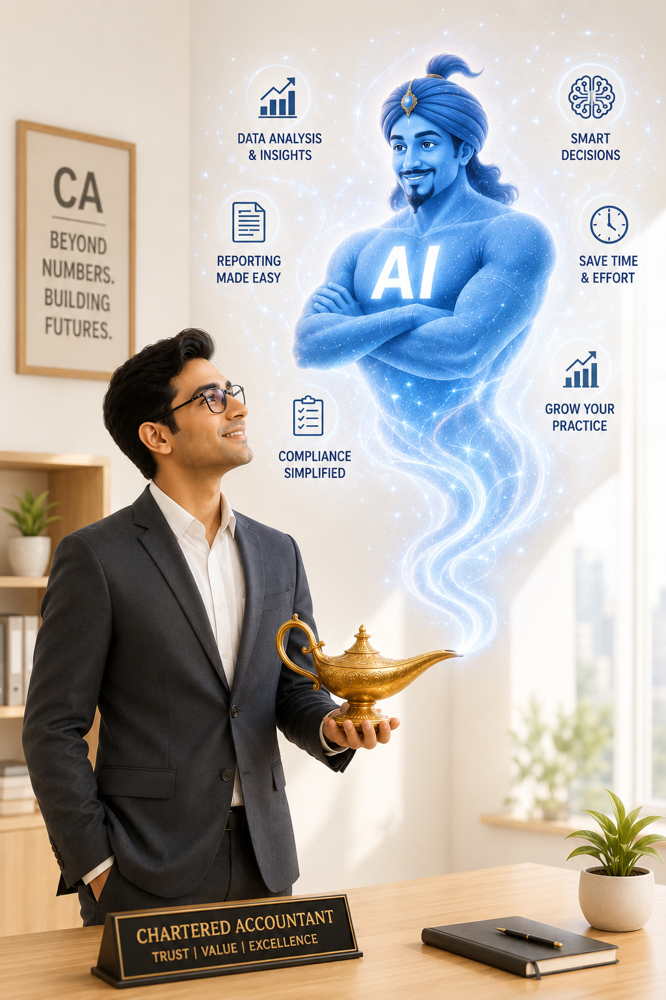 CA
BEYOND
NUMBERS.
BUILDING
FUTURES.
DATA ANALYSIS
& INSIGHTS
SMART
DECISIONS
REPORTING
MADE EASY
SAVE TIME
& EFFORT
AI
COMPLIANCE
SIMPLIFIED
GROW YOUR
PRACTICE
CHARTERED ACCOUNTANT
TRUST | VALUE | EXCELLENCE